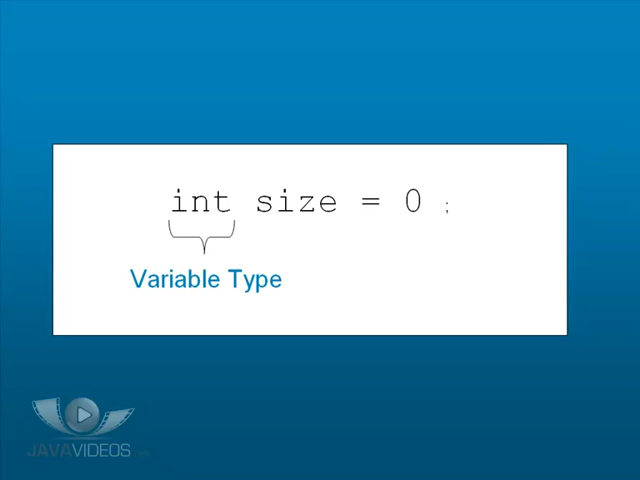 int size = 0 ;
Variable Type
JAVAVIDEOS